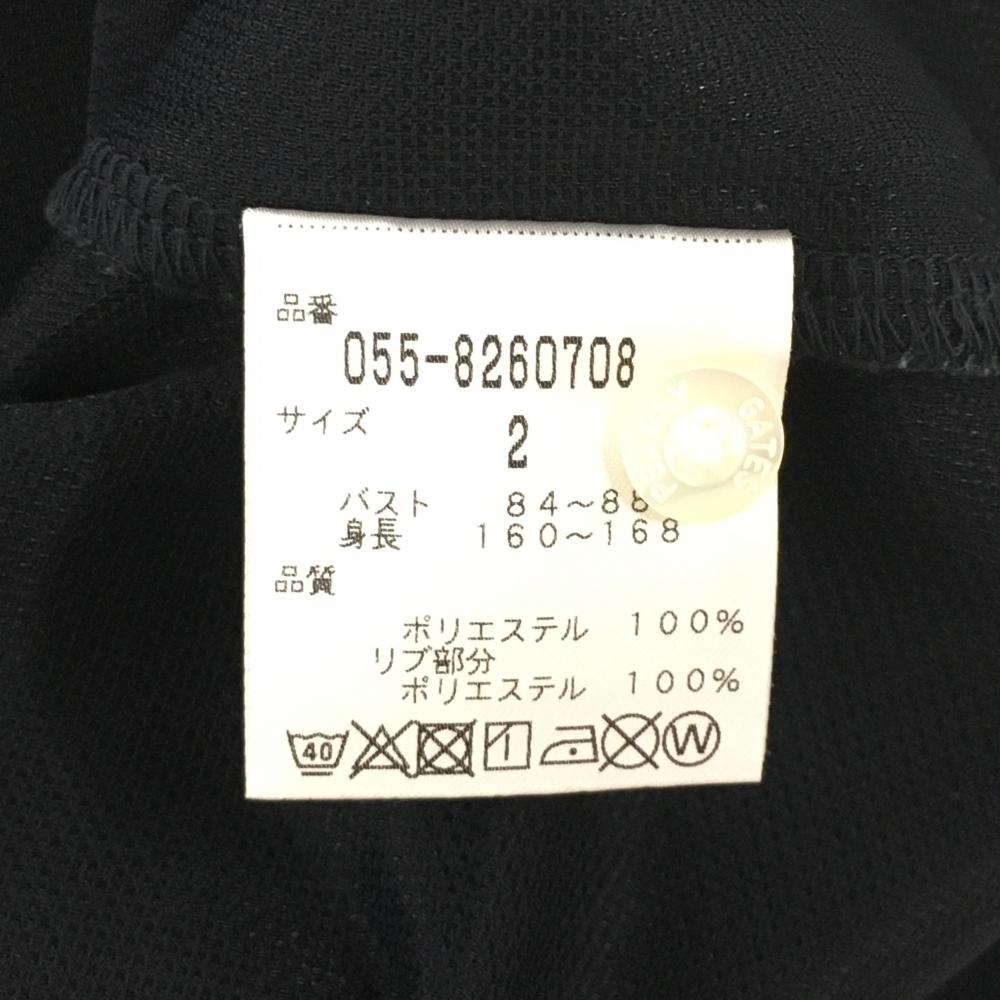 品番
055-8260708
サイズ
2
バスト 84～88
身長 160～168
品質
ポリエステル 100%
リブ部分
ポリエステル 100%
40 W
PEARLY GATES